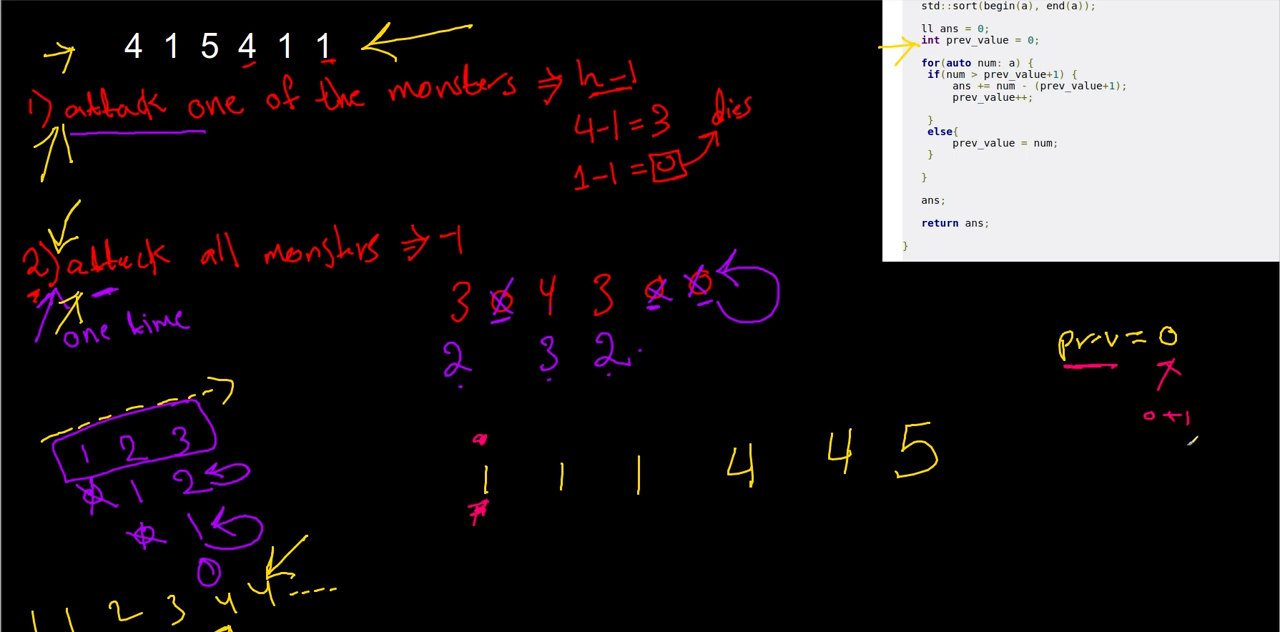 4 1 5 4 1 1
1) attack one of the monsters ⇒ h-1
4-1=3
1-1=0
dies
2) attack all monsters ⇒ -1
one time
3 0 4 3 0 0
2 3 2
1 2 3
0 1 2
0 1
0
1 1 2 3 4 4 ----
1 1 1 4 4 5
prev = 0
0+1
std::sort(begin(a), end(a));
ll ans = 0;
int prev_value = 0;
for(auto num: a) {
if(num > prev_value+1) {
ans += num - (prev_value+1);
prev_value++;
}
else{
prev_value = num;
}
}
ans;
return ans;
}